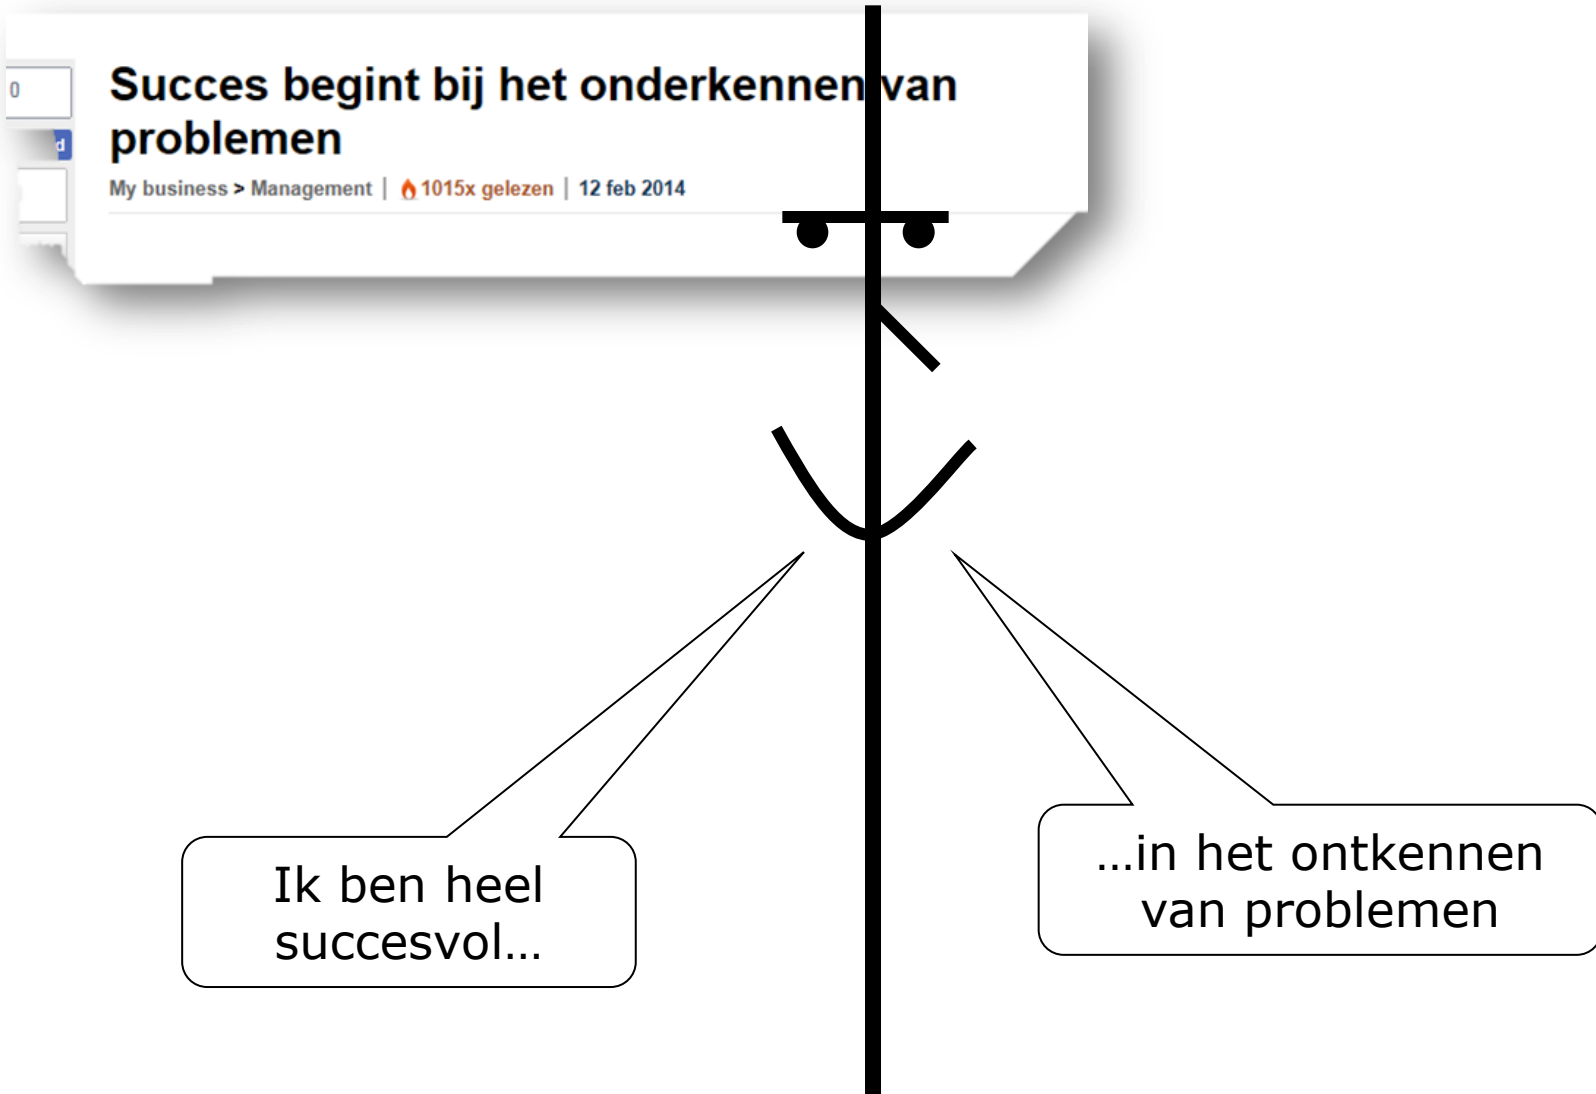 0
d
Succes begint bij het onderkennen van
problemen
My business > Management | 1015x gelezen | 12 feb 2014
Ik ben heel
succesvol…
…in het ontkennen
van problemen